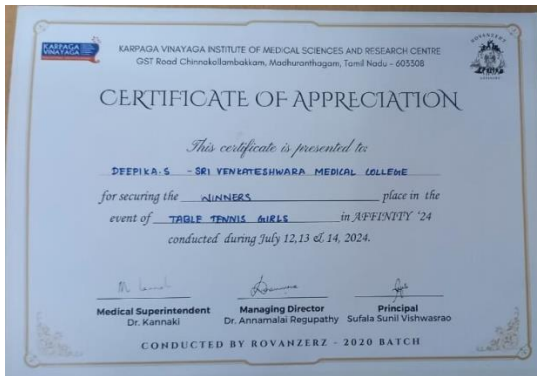 KARPAGA
VINAYAGA
ROVANZERZ
KARPAGA VINAYAGA INSTITUTE OF MEDICAL SCIENCES AND RESEARCH CENTRE
GST Road Chinnakollambakkam, Madhuranthagam, Tamil Nadu - 603308
CERTIFICATE OF APPRECIATION
This certificate is presented to:
DEEPIKA.S - SRI VENKATESHWARA MEDICAL COLLEGE
for securing the WINNERS place in the
event of TABLE TENNIS GIRLS in AFFINITY '24
conducted during July 12,13 & 14, 2024.
Medical Superintendent
Dr. Kannaki
Managing Director
Dr. Annamalai Regupathy
Principal
Sufala Sunil Vishwasrao
CONDUCTED BY ROVANZERZ - 2020 BATCH